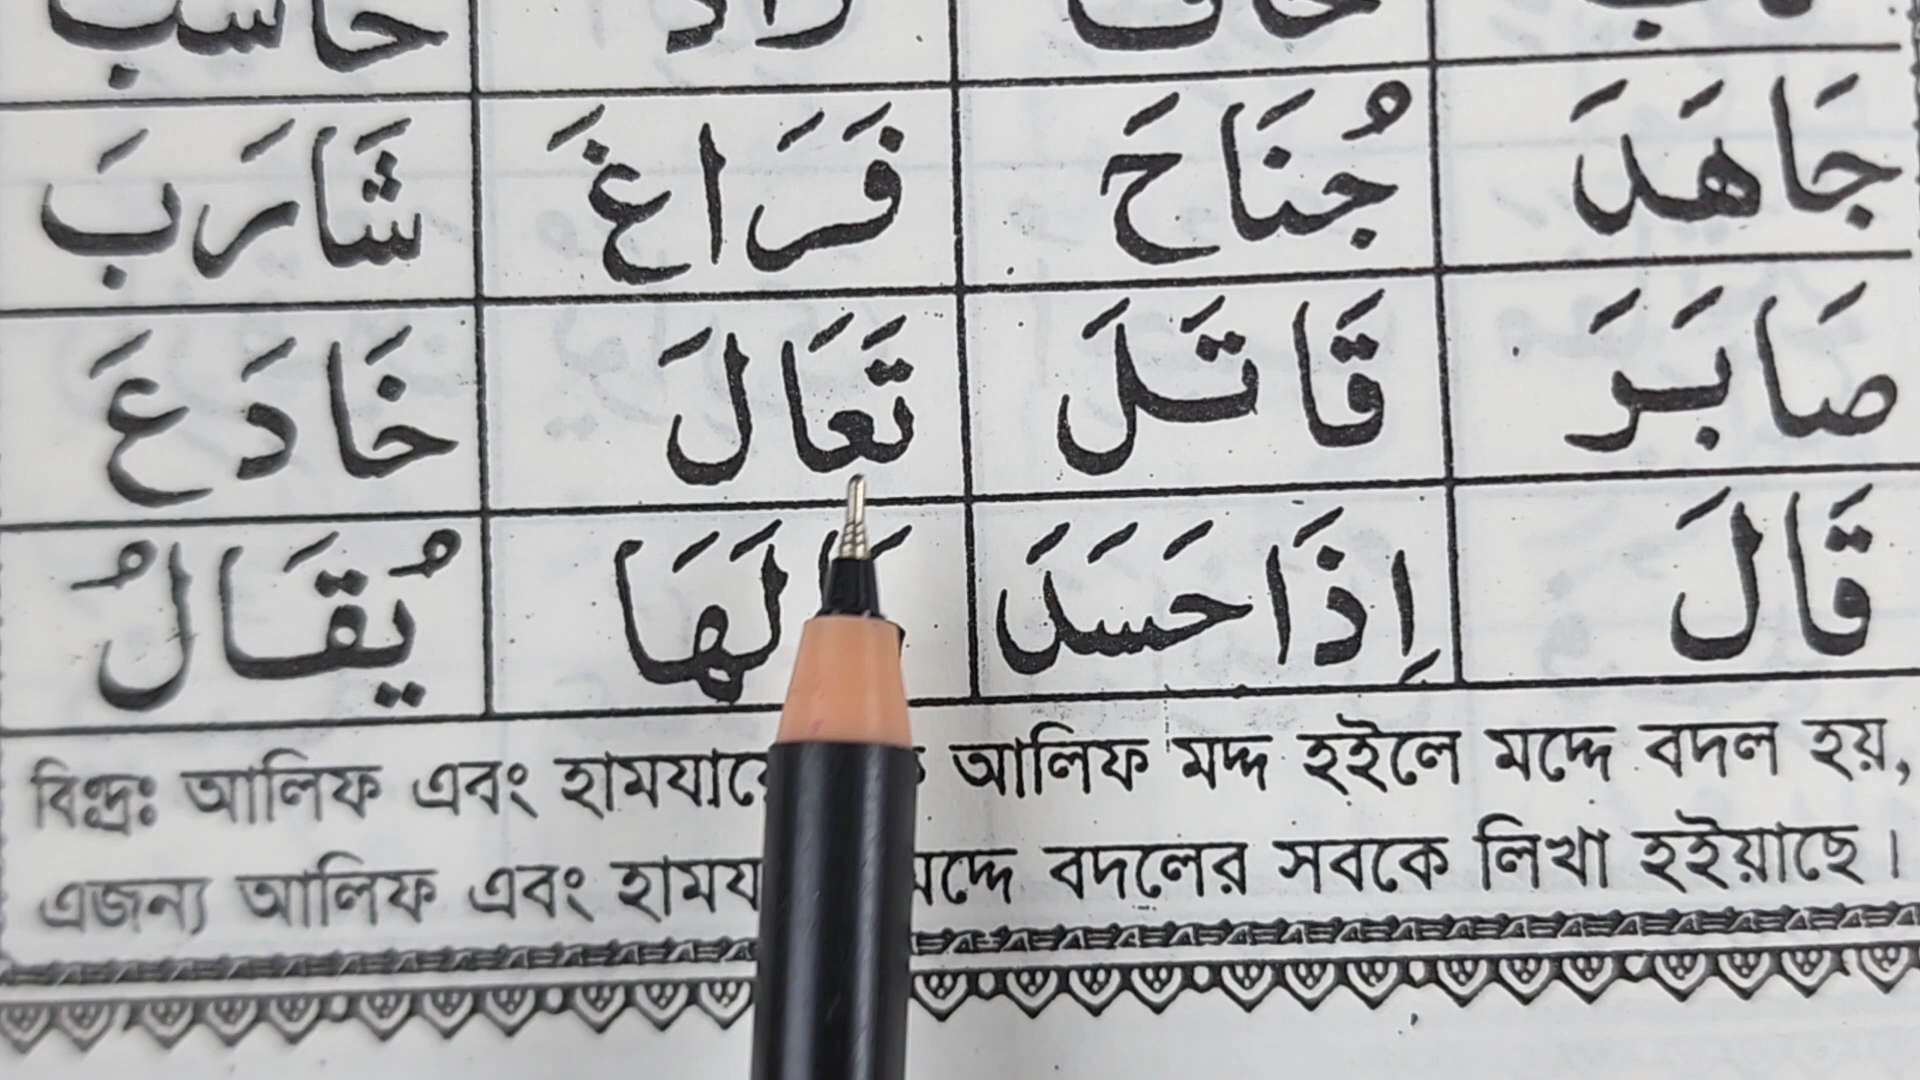 جَاهَدَ جُنَاحَ فَرَاغَ شَارَبَ
صَابَرَ قَاتَلَ تَعَالَ خَادَعَ
قَالَ اِذَا حَسَدَ لَهَا يُقَالُ
বিঃদ্রঃ আলিফ এবং আলিফ মদ্দ হইলে মদ্দে বদল হয়,
এজন্য আলিফ এবং মদ্দে বদলের সবকে লিখা হইয়াছে।